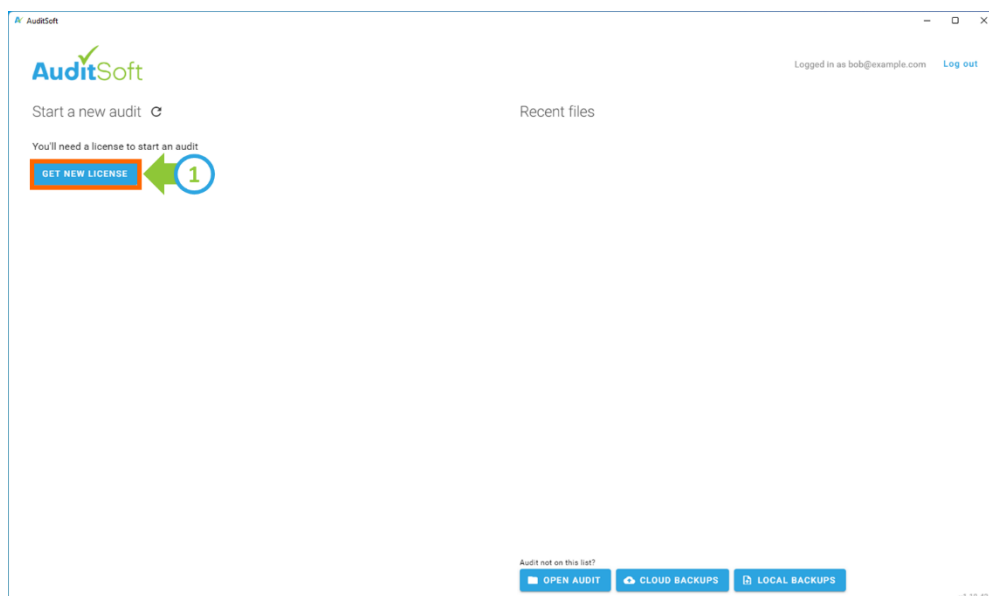 AuditSoft
AuditSoft
Logged in as bob@example.com Log out
Start a new audit
Recent files
You'll need a license to start an audit
GET NEW LICENSE
1
Audit not on this list?
OPEN AUDIT
CLOUD BACKUPS
LOCAL BACKUPS